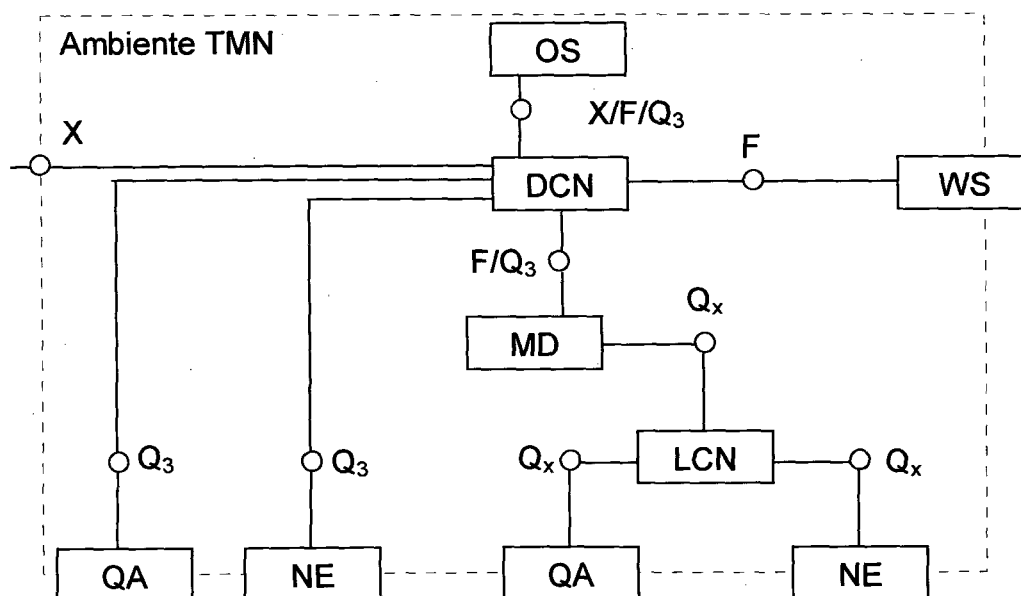 Ambiente TMN
OS
X/F/Q₃
X
F
DCN
WS
F/Q₃
Qₓ
MD
Q₃
Q₃
Qₓ
LCN
Qₓ
QA
NE
QA
NE